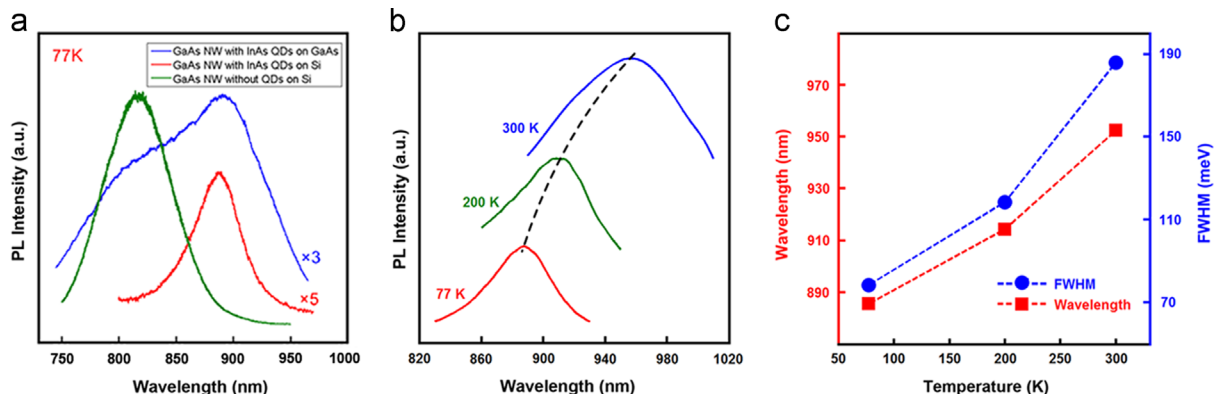 a
77K
GaAs NW with InAs QDs on GaAs
GaAs NW with InAs QDs on Si
GaAs NW without QDs on Si
×3
×5
PL Intensity (a.u.)
750 800 850 900 950 1000
Wavelength (nm)
b
300 K
200 K
77 K
PL Intensity (a.u.)
820 860 900 940 980 1020
Wavelength (nm)
c
970
950
930
910
890
Wavelength (nm)
190
150
110
70
FWHM (meV)
FWHM
Wavelength
50 100 150 200 250 300
Temperature (K)